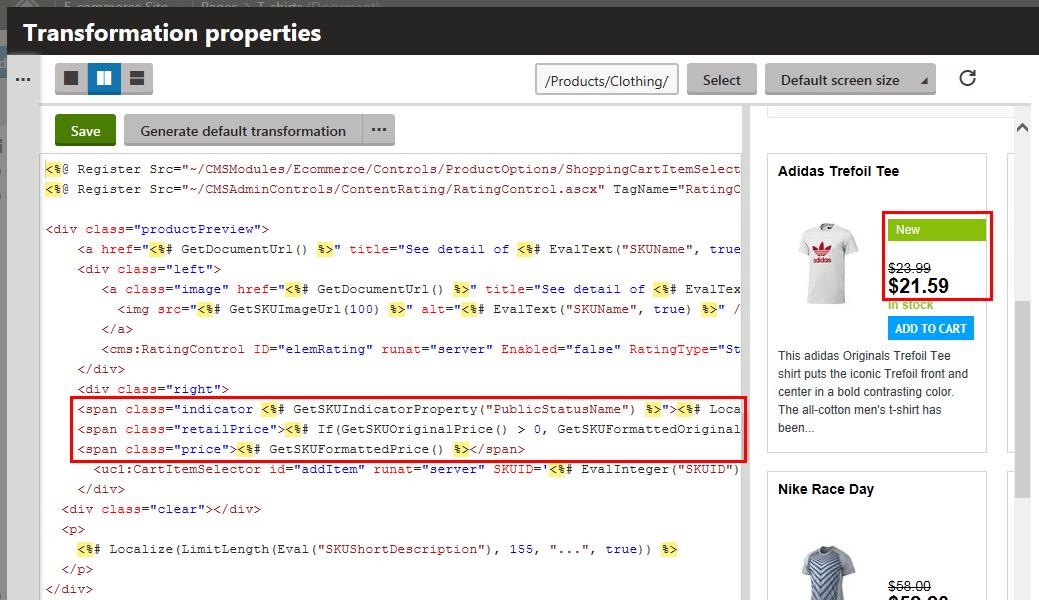 E-commerce Site > Pages > T-shirts (Document)
Transformation properties
...
/Products/Clothing/
Select
Default screen size
Save
Generate default transformation
...
<%@ Register Src="~/CMSModules/Ecommerce/Controls/ProductOptions/ShoppingCartItemSelect
<%@ Register Src="~/CMSAdminControls/ContentRating/RatingControl.ascx" TagName="RatingC
<div class="productPreview">
<a href="<%# GetDocumentUrl() %>" title="See detail of <%# EvalText("SKUName", true
<div class="left">
<a class="image" href="<%# GetDocumentUrl() %>" title="See detail of <%# EvalTex
<img src="<%# GetSKUImageUrl(100) %>" alt="<%# EvalText("SKUName", true) %>" /
</a>
<cms:RatingControl ID="elemRating" runat="server" Enabled="false" RatingType="St
</div>
<div class="right">
<span class="indicator <%# GetSKUIndicatorProperty("PublicStatusName") %>"><%# Loca
<span class="retailPrice"><%# If(GetSKUOriginalPrice() > 0, GetSKUFormattedOriginal
<span class="price"><%# GetSKUFormattedPrice() %></span>
<uc1:CartItemSelector id="addItem" runat="server" SKUID='<%# EvalInteger("SKUID")
</div>
<div class="clear"></div>
<p>
<%# Localize(LimitLength(Eval("SKUShortDescription"), 155, "...", true)) %>
</p>
</div>
Adidas Trefoil Tee
adidas
New
$23.99
$21.59
In stock
ADD TO CART
This adidas Originals Trefoil Tee
shirt puts the iconic Trefoil front and
center in a bold contrasting color.
The all-cotton men's t-shirt has
been...
Nike Race Day
$58.00